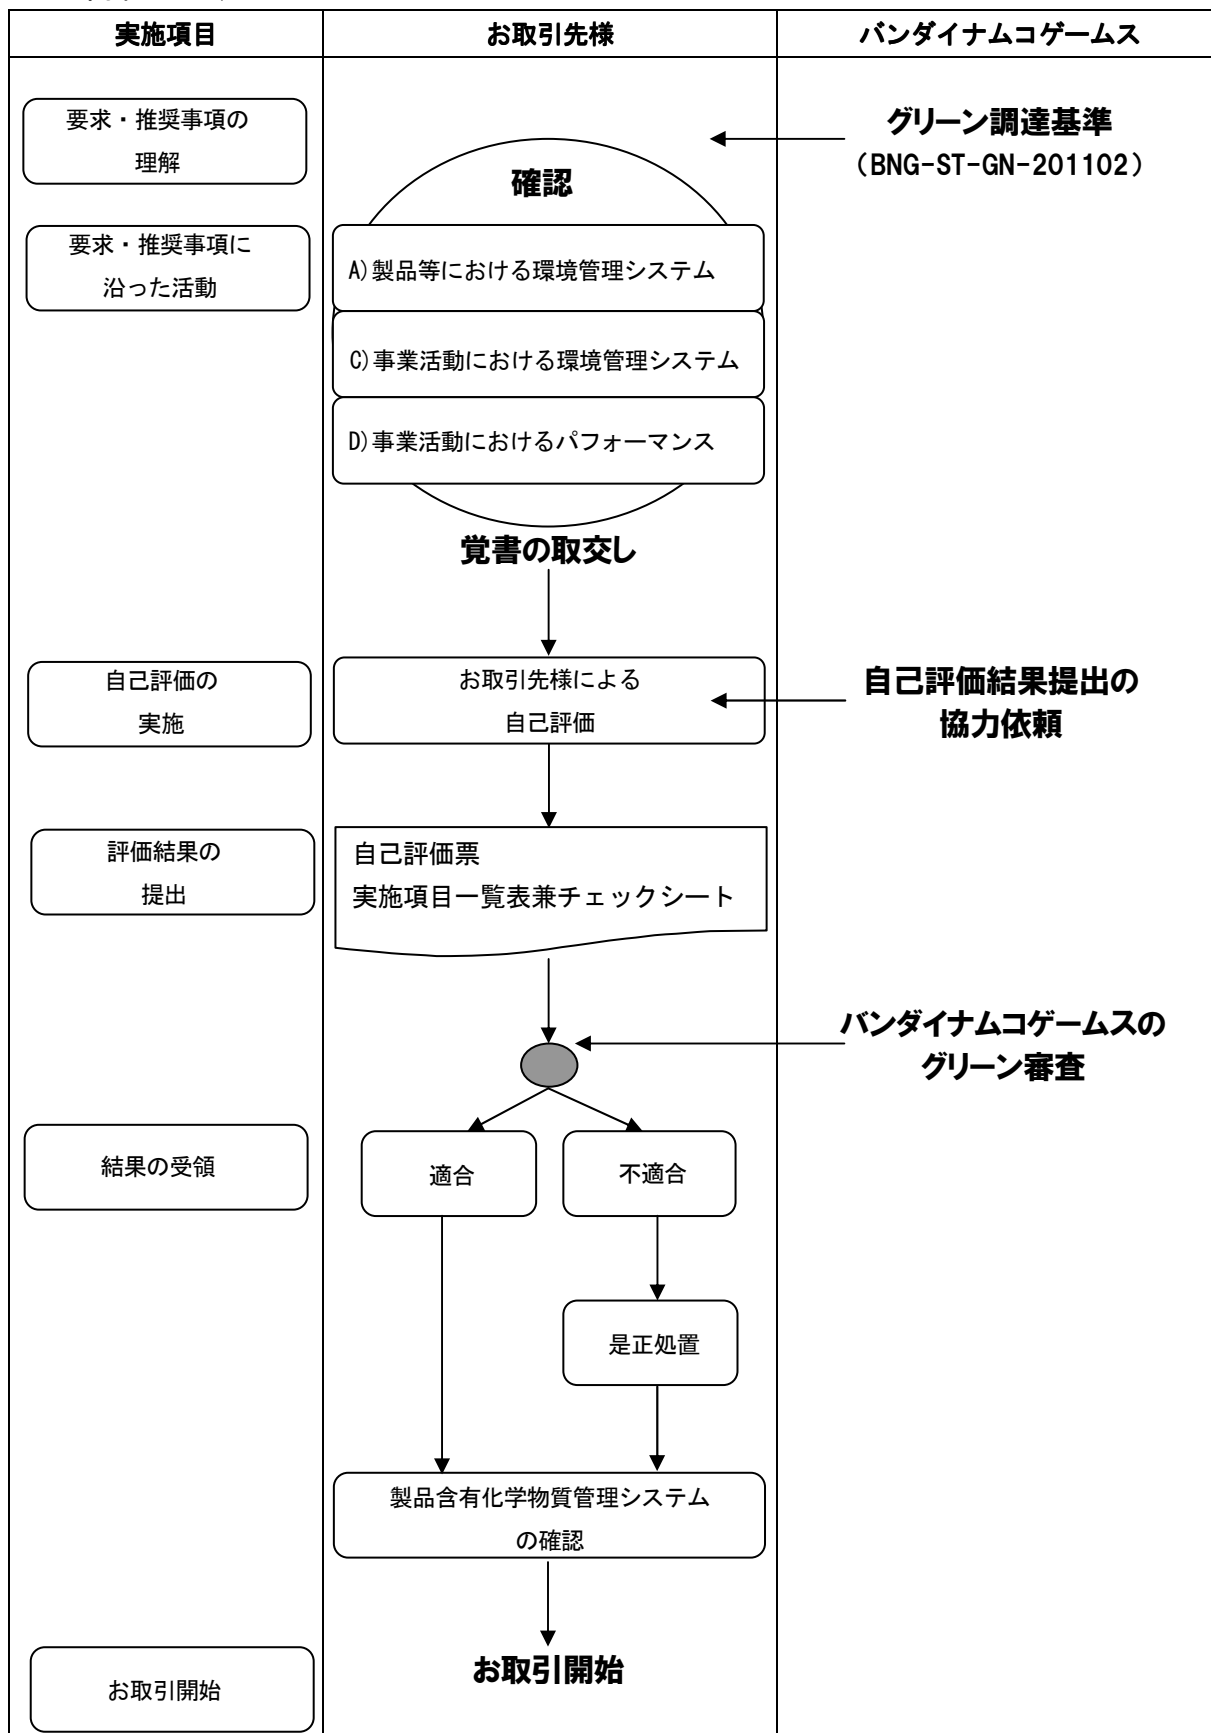 実施項目
お取引先様
バンダイナムコゲームス
要求・推奨事項の
理解
グリーン調達基準
(BNG-ST-GN-201102)
確認
要求・推奨事項に
沿った活動
A)製品等における環境管理システム
C)事業活動における環境管理システム
D)事業活動におけるパフォーマンス
覚書の取交し
自己評価の
実施
お取引先様による
自己評価
自己評価結果提出の
協力依頼
評価結果の
提出
自己評価票
実施項目一覧表兼チェックシート
バンダイナムコゲームスの
グリーン審査
結果の受領
適合
不適合
是正処置
製品含有化学物質管理システム
の確認
お取引開始
お取引開始